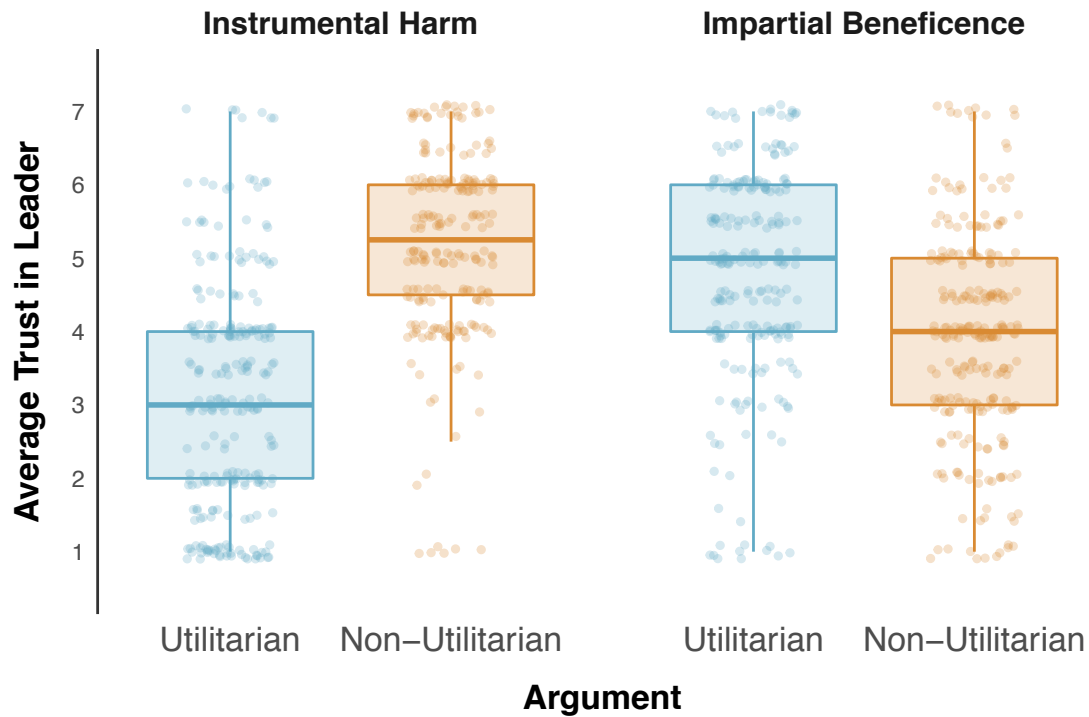 Instrumental Harm
Impartial Beneficence
Average Trust in Leader
7
6
5
4
3
2
1
Utilitarian
Non−Utilitarian
Utilitarian
Non−Utilitarian
Argument